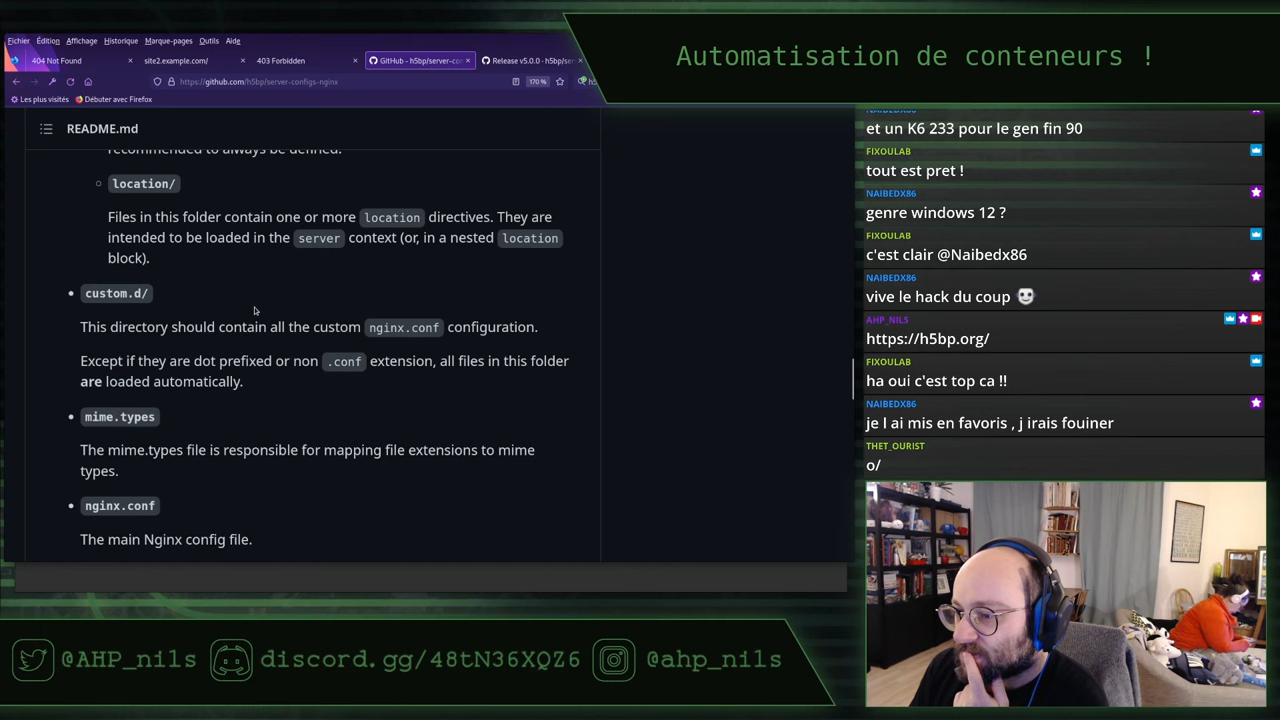 Automatisation de conteneurs !
Fichier Édition Affichage Historique Marque-pages Outils Aide
404 Not Found site2.example.com/ 403 Forbidden GitHub - h5bp/server-con Release v5.0.0 · h5bp/ser
https://github.com/h5bp/server-configs-nginx 170 %
Les plus visités Débuter avec Firefox
README.md
recommended to always be defined.
location/
Files in this folder contain one or more location directives. They are
intended to be loaded in the server context (or, in a nested location
block).
custom.d/
This directory should contain all the custom nginx.conf configuration.
Except if they are dot prefixed or non .conf extension, all files in this folder
are loaded automatically.
mime.types
The mime.types file is responsible for mapping file extensions to mime
types.
nginx.conf
The main Nginx config file.
NAIBEDX86
et un K6 233 pour le gen fin 90
FIXOULAB
tout est pret !
NAIBEDX86
genre windows 12 ?
FIXOULAB
c'est clair @Naibedx86
NAIBEDX86
vive le hack du coup
AHP_NILS
https://h5bp.org/
FIXOULAB
ha oui c'est top ca !!
NAIBEDX86
je l ai mis en favoris , j irais fouiner
THET_OURIST
o/
@AHP_nils discord.gg/48tN36XQZ6 @ahp_nils